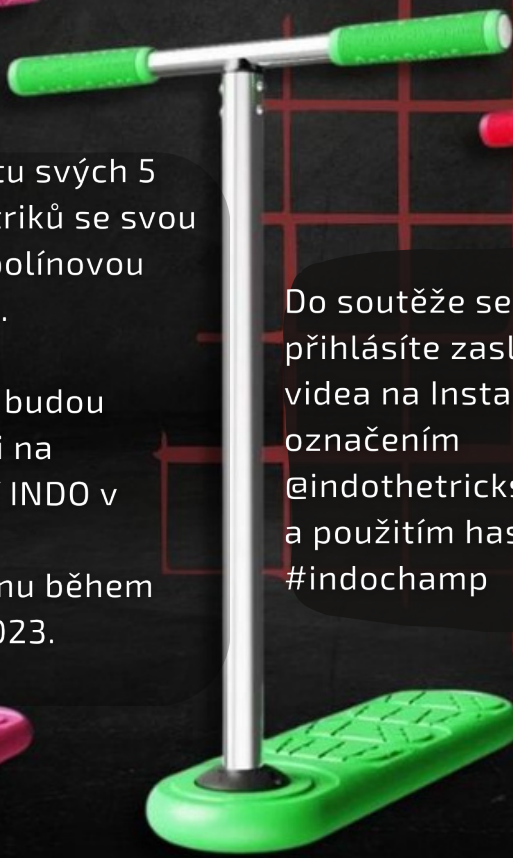 tu svých 5
triků se svou
olínovou
.
budou
i na
INDO v
nu během
023.
Do soutěže se
přihlásíte zasl
videa na Insta
označením
@indothetricks
a použitím has
#indochamp